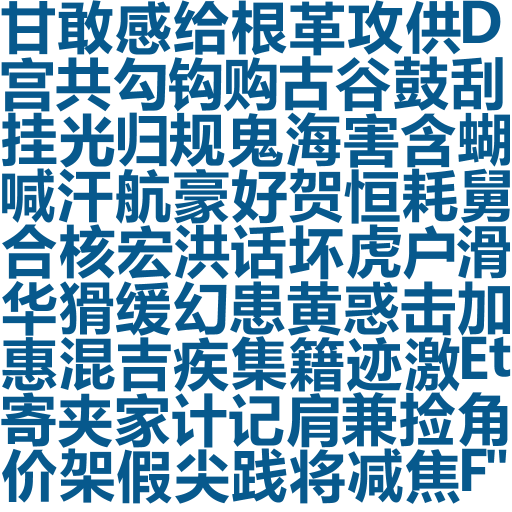 甘敢感给根革攻供D
宫共勾钩购古谷鼓刮
挂光归规鬼海害含蝴
喊汗航豪好贺恒耗舅
合核宏洪话坏虎户滑
华猾缓幻患黄惑击加
惠混吉疾集籍迹激Et
寄夹家计记肩兼捡角
价架假尖践将减焦F"